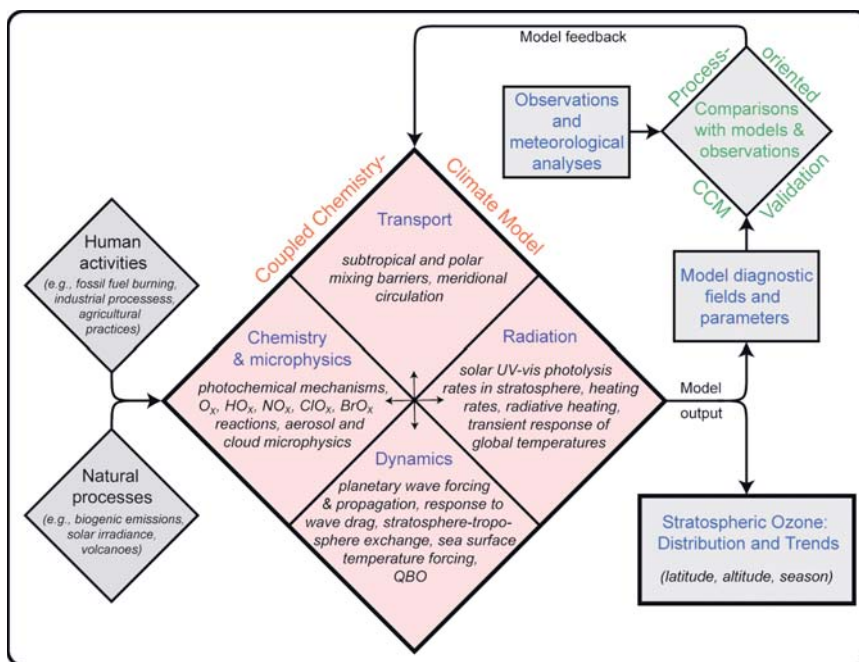 Model feedback
Process-
oriented
Comparisons
with models &
observations
CCM
Validation
Observations
and
meteorological
analyses
Coupled Chemistry-
Climate Model
Transport
subtropical and polar
mixing barriers, meridional
circulation
Human
activities
(e.g., fossil fuel burning,
industrial processess,
agricultural
practices)
Model diagnostic
fields and
parameters
Chemistry
& microphysics
photochemical mechanisms,
Oₓ, HOₓ, NOₓ, ClOₓ, BrOₓ
reactions, aerosol and
cloud microphysics
Radiation
solar UV-vis photolysis
rates in stratosphere, heating
rates, radiative heating,
transient response of
global temperatures
Model
output
Dynamics
planetary wave forcing
& propagation, response to
wave drag, stratosphere-tropo-
sphere exchange, sea surface
temperature forcing,
QBO
Natural
processes
(e.g., biogenic emissions,
solar irradiance,
volcanoes)
Stratospheric Ozone:
Distribution and Trends
(latitude, altitude, season)